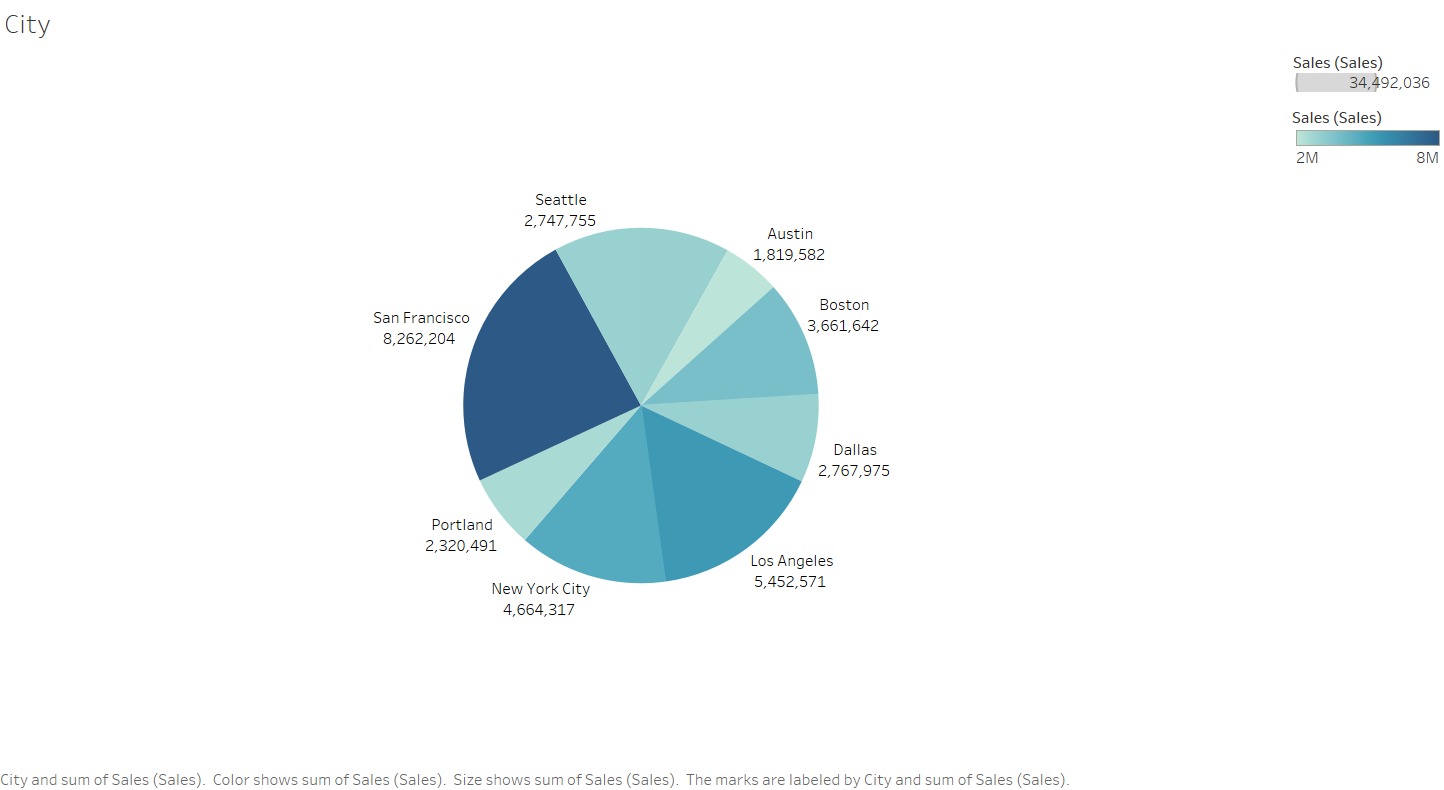 City
Sales (Sales)
34,492,036
Sales (Sales)
2M 8M
Seattle
2,747,755
Austin
1,819,582
Boston
3,661,642
San Francisco
8,262,204
Dallas
2,767,975
Portland
2,320,491
Los Angeles
5,452,571
New York City
4,664,317
City and sum of Sales (Sales).  Color shows sum of Sales (Sales).  Size shows sum of Sales (Sales).  The marks are labeled by City and sum of Sales (Sales).